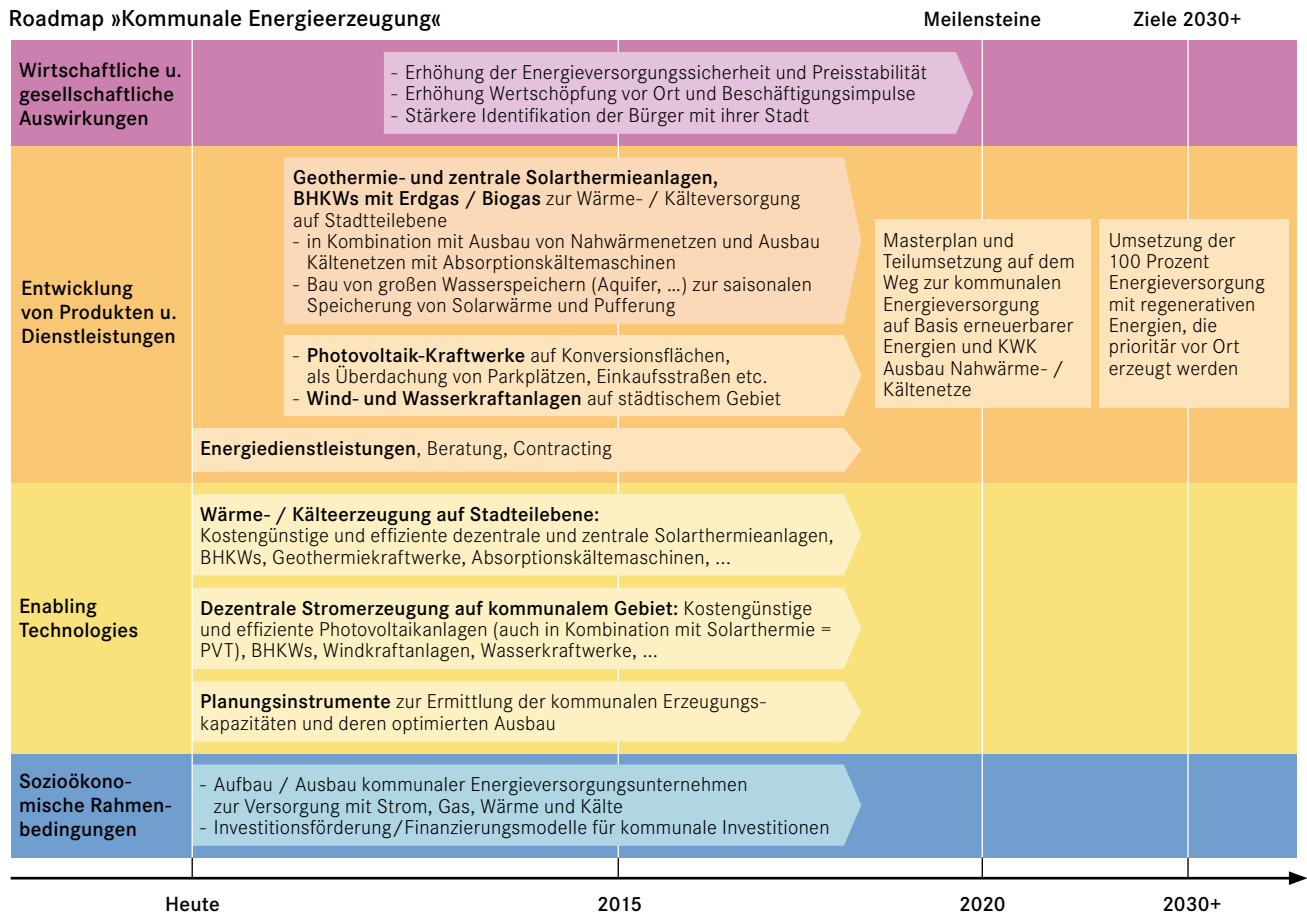 Roadmap »Kommunale Energieerzeugung«
Meilensteine
Ziele 2030+
Wirtschaftliche u.
gesellschaftliche
Auswirkungen
- Erhöhung der Energieversorgungssicherheit und Preisstabilität
- Erhöhung Wertschöpfung vor Ort und Beschäftigungsimpulse
- Stärkere Identifikation der Bürger mit ihrer Stadt
Entwicklung
von Produkten u.
Dienstleistungen
Geothermie- und zentrale Solarthermieanlagen,
BHKWs mit Erdgas / Biogas zur Wärme- / Kälteversorgung
auf Stadtteilebene
- in Kombination mit Ausbau von Nahwärmenetzen und Ausbau
Kältenetzen mit Absorptionskältemaschinen
- Bau von großen Wasserspeichern (Aquifer, ...) zur saisonalen
Speicherung von Solarwärme und Pufferung
- Photovoltaik-Kraftwerke auf Konversionsflächen,
als Überdachung von Parkplätzen, Einkaufsstraßen etc.
- Wind- und Wasserkraftanlagen auf städtischem Gebiet
Energiedienstleistungen, Beratung, Contracting
Masterplan und
Teilumsetzung auf dem
Weg zur kommunalen
Energieversorgung
auf Basis erneuerbarer
Energien und KWK
Ausbau Nahwärme- /
Kältenetze
Umsetzung der
100 Prozent
Energieversorgung
mit regenerativen
Energien, die
prioritär vor Ort
erzeugt werden
Enabling
Technologies
Wärme- / Kälteerzeugung auf Stadteilebene:
Kostengünstige und effiziente dezentrale und zentrale Solarthermieanlagen,
BHKWs, Geothermiekraftwerke, Absorptionskältemaschinen, ...
Dezentrale Stromerzeugung auf kommunalem Gebiet: Kostengünstige
und effiziente Photovoltaikanlagen (auch in Kombination mit Solarthermie =
PVT), BHKWs, Windkraftanlagen, Wasserkraftwerke, ...
Planungsinstrumente zur Ermittlung der kommunalen Erzeugungs-
kapazitäten und deren optimierten Ausbau
Sozioökono-
mische Rahmen-
bedingungen
- Aufbau / Ausbau kommunaler Energieversorgungsunternehmen
zur Versorgung mit Strom, Gas, Wärme und Kälte
- Investitionsförderung/Finanzierungsmodelle für kommunale Investitionen
Heute
2015
2020
2030+